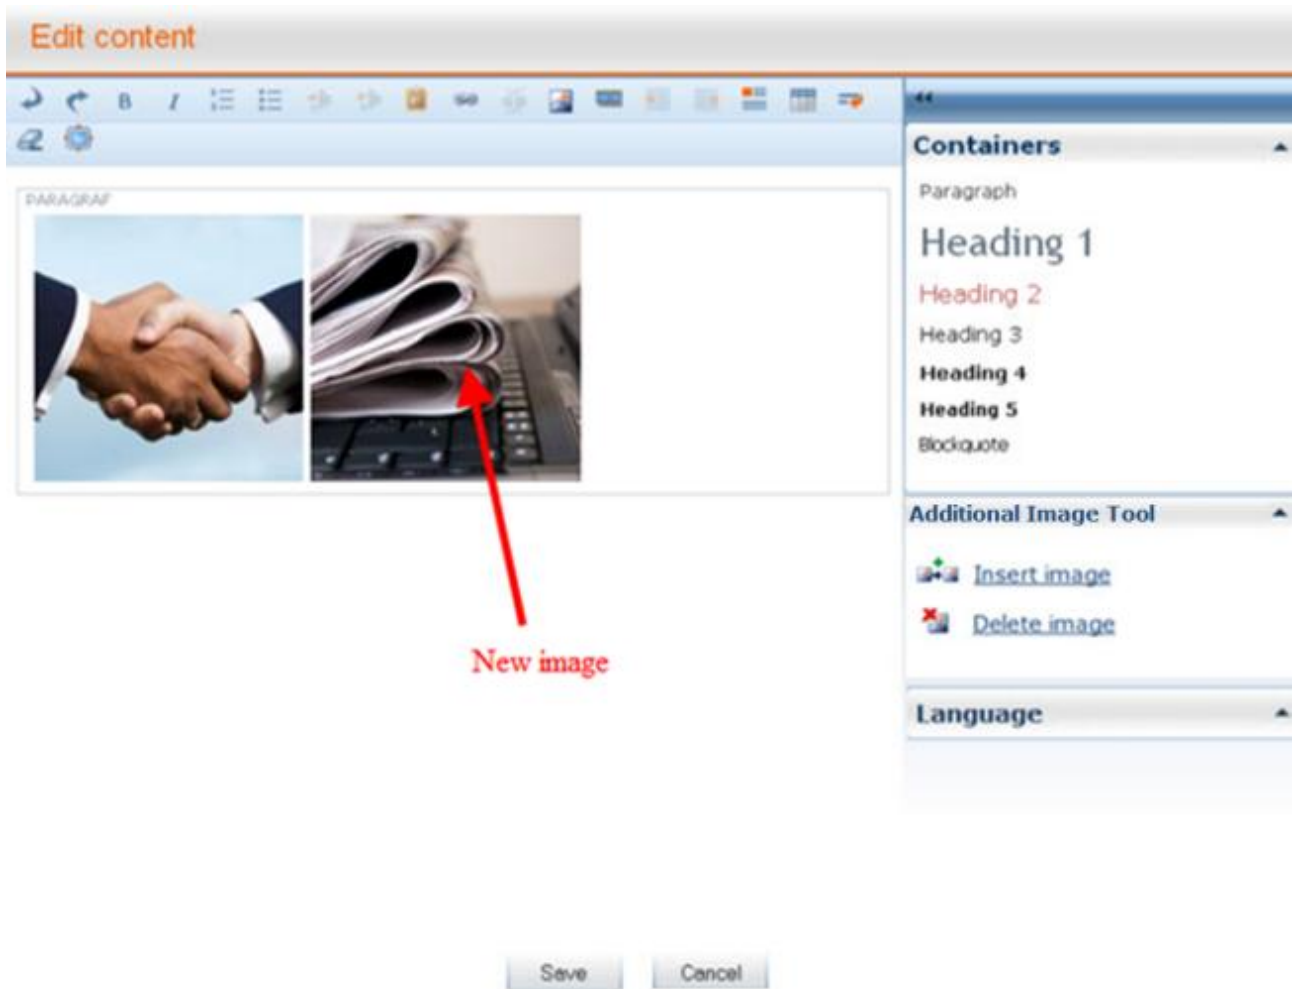 Edit content
B I
Containers
PARAGRAF
Paragraph
Heading 1
Heading 2
Heading 3
Heading 4
Heading 5
Blockquote
Additional Image Tool
Insert image
Delete image
New image
Language
Save Cancel